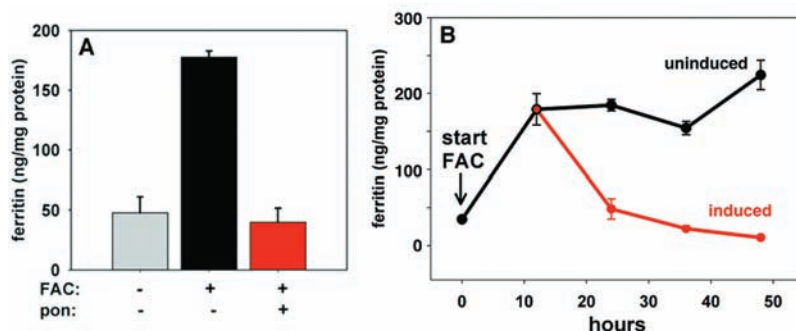 A
ferritin (ng/mg protein)
200
150
100
50
0
FAC: - + +
pon: - - +
B
ferritin (ng/mg protein)
300
200
100
0
start
FAC
uninduced
induced
0 10 20 30 40 50
hours